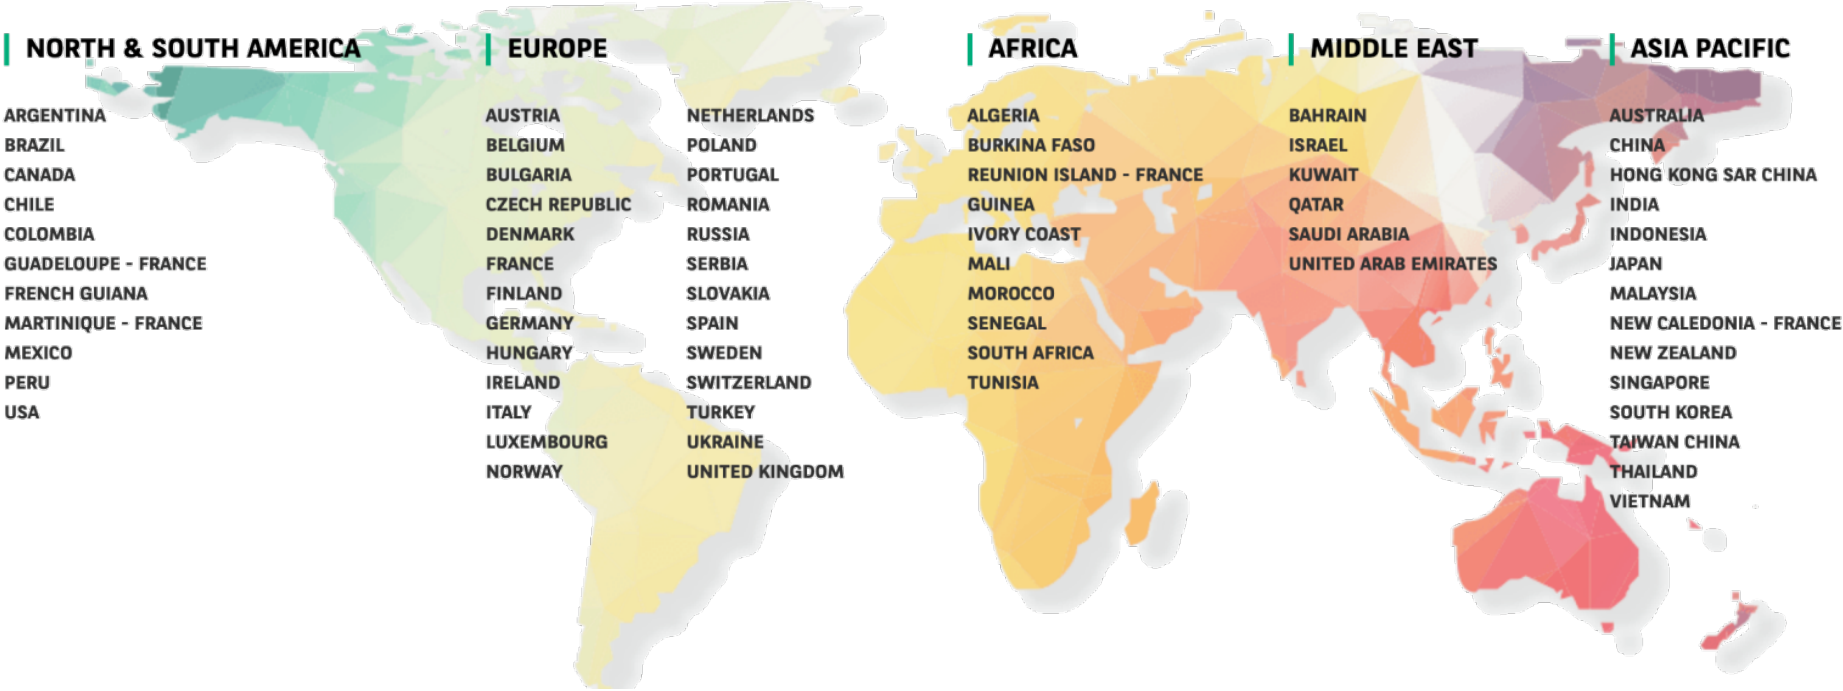 NORTH & SOUTH AMERICA
ARGENTINA
BRAZIL
CANADA
CHILE
COLOMBIA
GUADELOUPE - FRANCE
FRENCH GUIANA
MARTINIQUE - FRANCE
MEXICO
PERU
USA
EUROPE
AUSTRIA
BELGIUM
BULGARIA
CZECH REPUBLIC
DENMARK
FRANCE
FINLAND
GERMANY
HUNGARY
IRELAND
ITALY
LUXEMBOURG
NORWAY
NETHERLANDS
POLAND
PORTUGAL
ROMANIA
RUSSIA
SERBIA
SLOVAKIA
SPAIN
SWEDEN
SWITZERLAND
TURKEY
UKRAINE
UNITED KINGDOM
AFRICA
ALGERIA
BURKINA FASO
REUNION ISLAND - FRANCE
GUINEA
IVORY COAST
MALI
MOROCCO
SENEGAL
SOUTH AFRICA
TUNISIA
MIDDLE EAST
BAHRAIN
ISRAEL
KUWAIT
QATAR
SAUDI ARABIA
UNITED ARAB EMIRATES
ASIA PACIFIC
AUSTRALIA
CHINA
HONG KONG SAR CHINA
INDIA
INDONESIA
JAPAN
MALAYSIA
NEW CALEDONIA - FRANCE
NEW ZEALAND
SINGAPORE
SOUTH KOREA
TAIWAN CHINA
THAILAND
VIETNAM